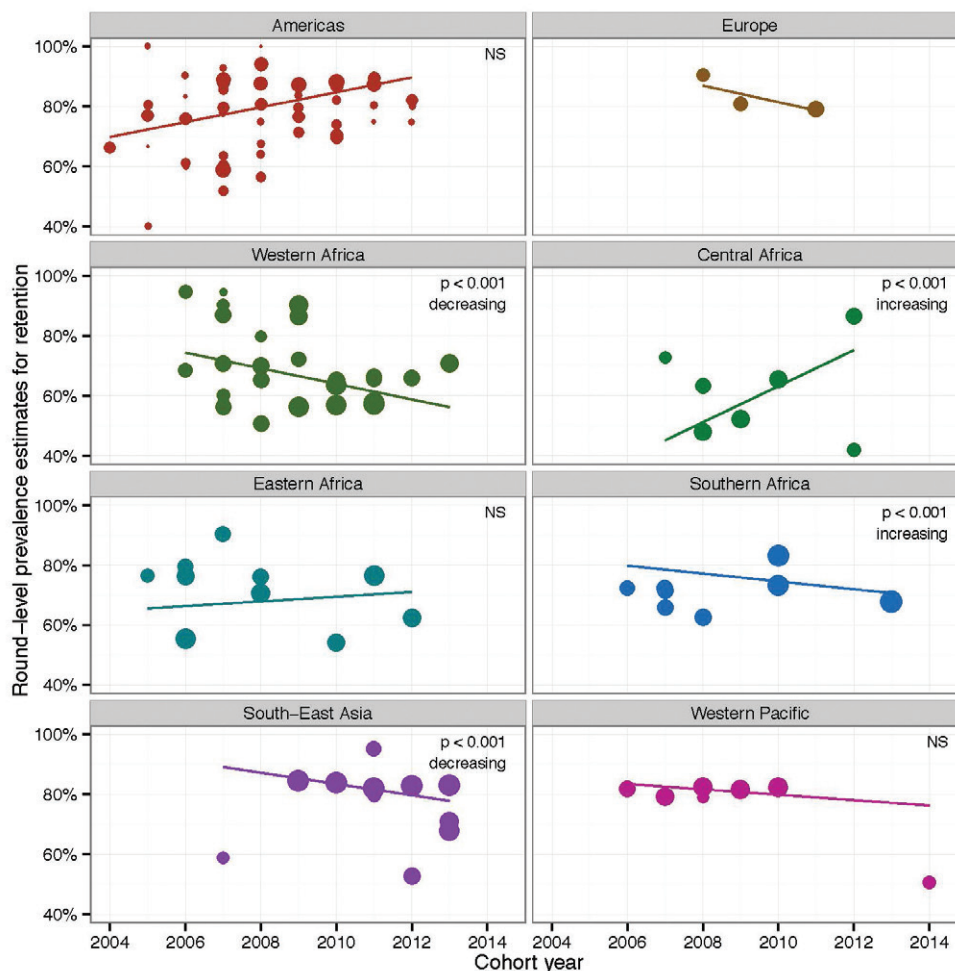 Americas
Europe
100%
80%
60%
40%
NS
Western Africa
Central Africa
100%
80%
60%
40%
p < 0.001
decreasing
p < 0.001
increasing
Eastern Africa
Southern Africa
100%
80%
60%
40%
NS
p < 0.001
increasing
South-East Asia
Western Pacific
100%
80%
60%
40%
p < 0.001
decreasing
NS
2004 2006 2008 2010 2012 2014
2004 2006 2008 2010 2012 2014
Cohort year
Round-level prevalence estimates for retention